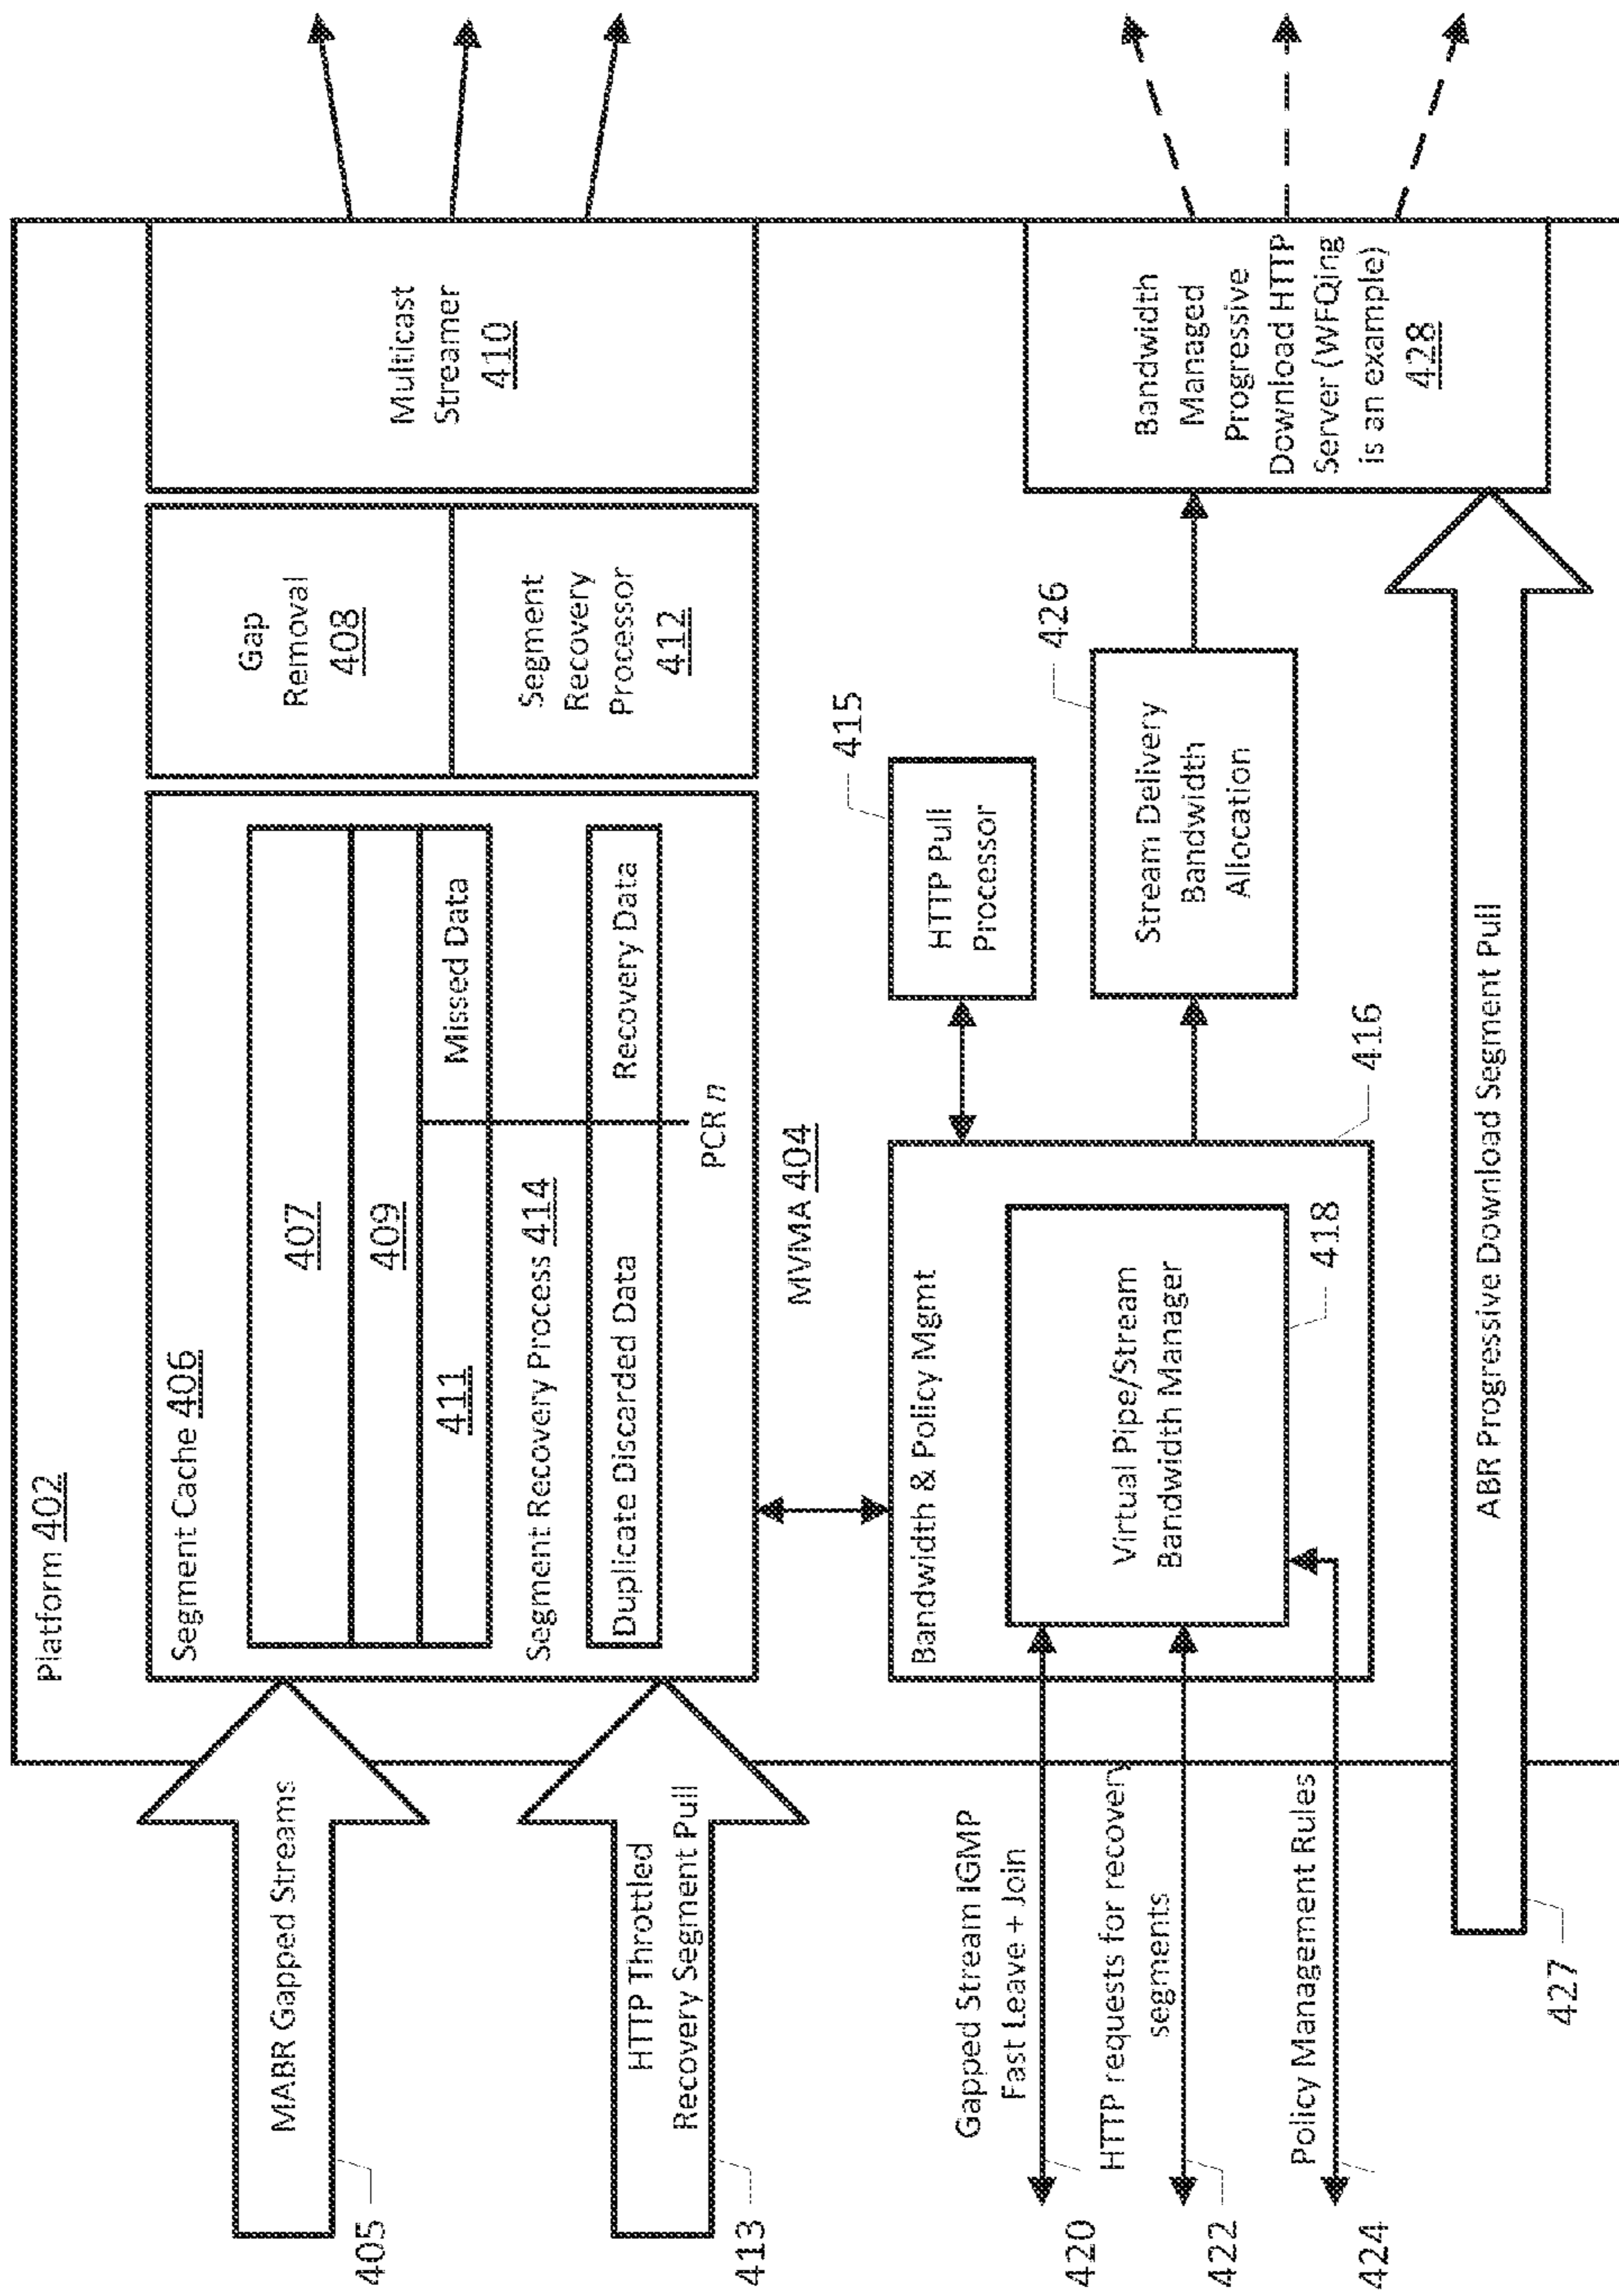 Platform 402
MABR Gapped Streams
405
HTTP Throttled
Recovery Segment Pull
413
Segment Cache 406
407
409
411
Missed Data
Segment Recovery Process 414
Duplicate Discarded Data
Recovery Data
PCR n
Gap
Removal
408
Segment
Recovery
Processor
412
Multicast
Streamer
410
MVMA 404
Gapped Stream IGMP
Fast Leave + Join
420
HTTP requests for recovery
segments
422
Policy Management Rules
424
Bandwidth & Policy Mgmt
Virtual Pipe/Stream
Bandwidth Manager
418
416
HTTP Pull
Processor
415
Stream Delivery
Bandwidth
Allocation
426
Bandwidth
Managed
Progressive
Download HTTP
Server (WFQing
is an example)
428
ABR Progressive Download Segment Pull
427